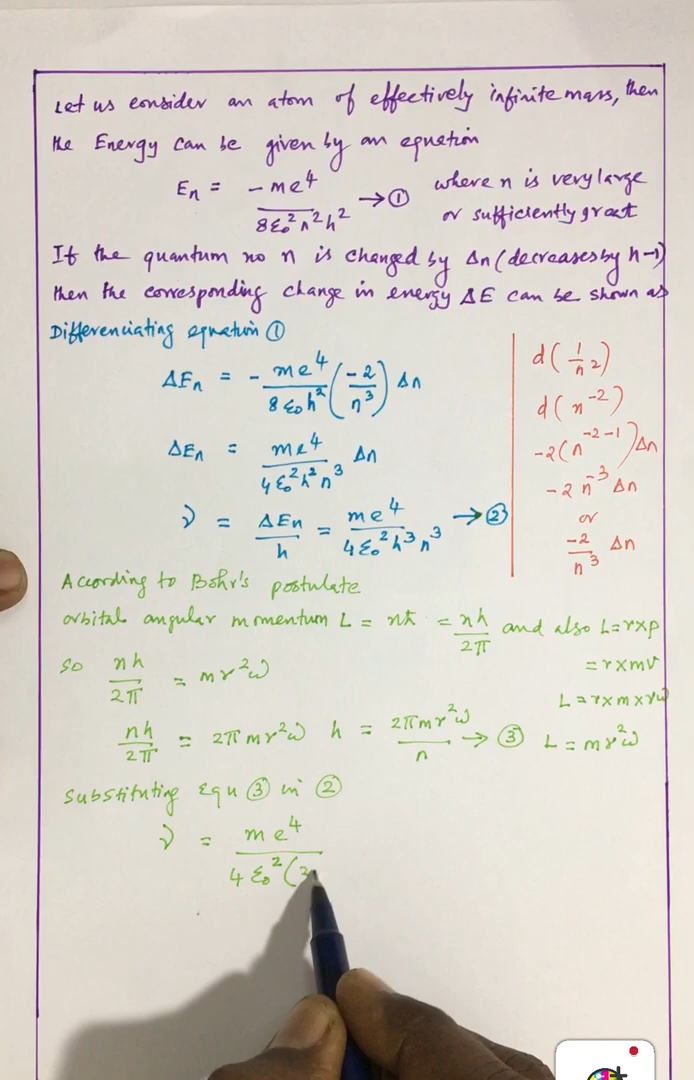 Let us consider an atom of effectively infinite mass, then
the Energy can be given by an equation
En = -me⁴ / 8ε₀²n²h² → ① where n is very large
or sufficiently great
If the quantum no n is changed by Δn (decreases by n-1)
then the corresponding change in energy ΔE can be shown as
Differenciating equation ①
ΔEn = - me⁴ / 8ε₀h² (-2 / n³) Δn
ΔEn = me⁴ / 4ε₀²h²n³ Δn
ν = ΔEn / h = me⁴ / 4ε₀²h³n³ → ②
d(1/n²)
d(n⁻²)
-2(n⁻²⁻¹)Δn
-2n⁻³Δn
or
-2/n³ Δn
According to Bohr's postulate
orbital angular momentum L = nħ = nh/2π and also L=r×p
= r×mv
L=r×m×rω
L = mr²ω
so nh/2π = mr²ω
nh/2π = 2πmr²ω h = 2πmr²ω / n → ③
Substituting Equ ③ in ②
ν = me⁴ / 4ε₀²(2